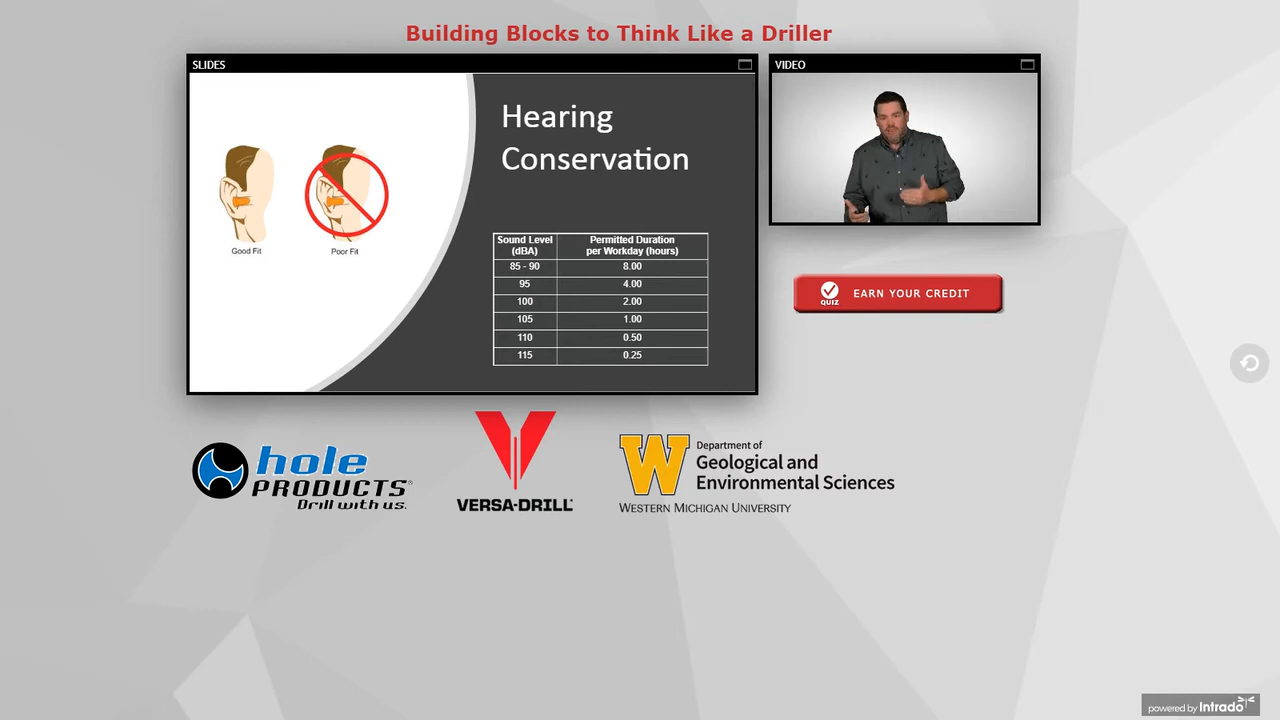 Building Blocks to Think Like a Driller
SLIDES
Hearing
Conservation
Good Fit
Poor Fit
Sound Level
(dBA)
Permitted Duration
per Workday (hours)
85 - 90 8.00
95 4.00
100 2.00
105 1.00
110 0.50
115 0.25
VIDEO
QUIZ
EARN YOUR CREDIT
hole
PRODUCTS®
Drill with us.
VERSA-DRILL
W
Department of
Geological and
Environmental Sciences
WESTERN MICHIGAN UNIVERSITY
powered by Intrado